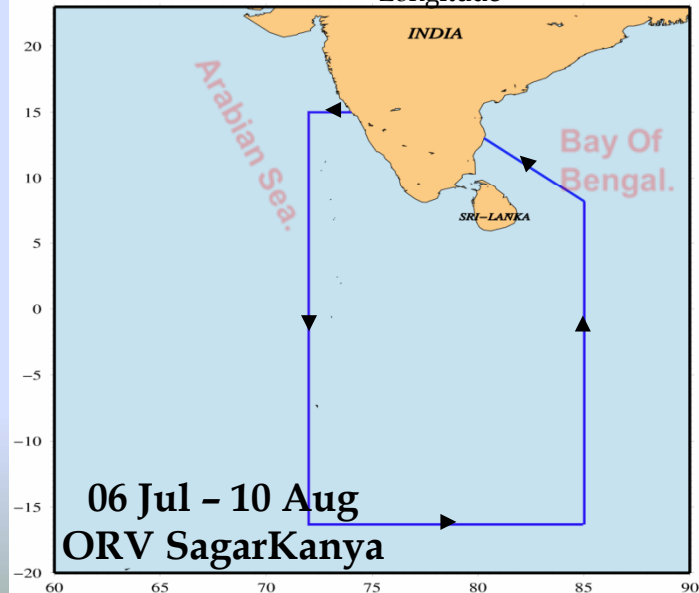 Longitude
INDIA
20
15
10
5
0
−5
−10
−15
−20
Arabian Sea.
Bay Of
Bengal.
SRI−LANKA
06 Jul – 10 Aug
ORV SagarKanya
60 65 70 75 80 85 90